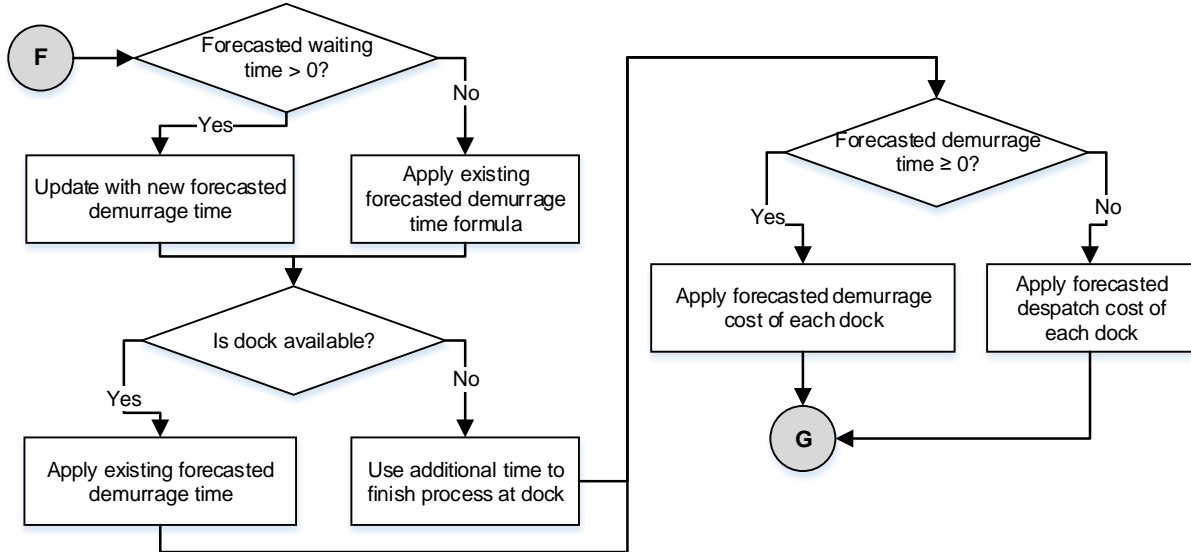 F
Forecasted waiting
time > 0?
Yes
No
Update with new forecasted
demurrage time
Apply existing
forecasted demurrage
time formula
Is dock available?
Yes
No
Apply existing forecasted
demurrage time
Use additional time to
finish process at dock
Forecasted demurrage
time ≥ 0?
Yes
No
Apply forecasted demurrage
cost of each dock
Apply forecasted
despatch cost of
each dock
G